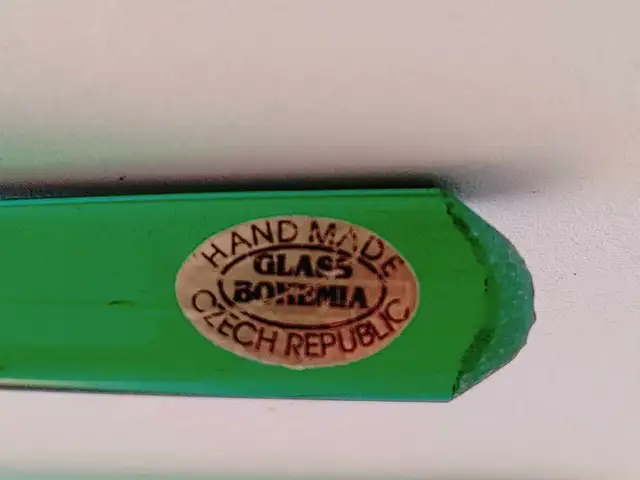 HAND MADE
GLASS
BOHEMIA
CZECH REPUBLIC